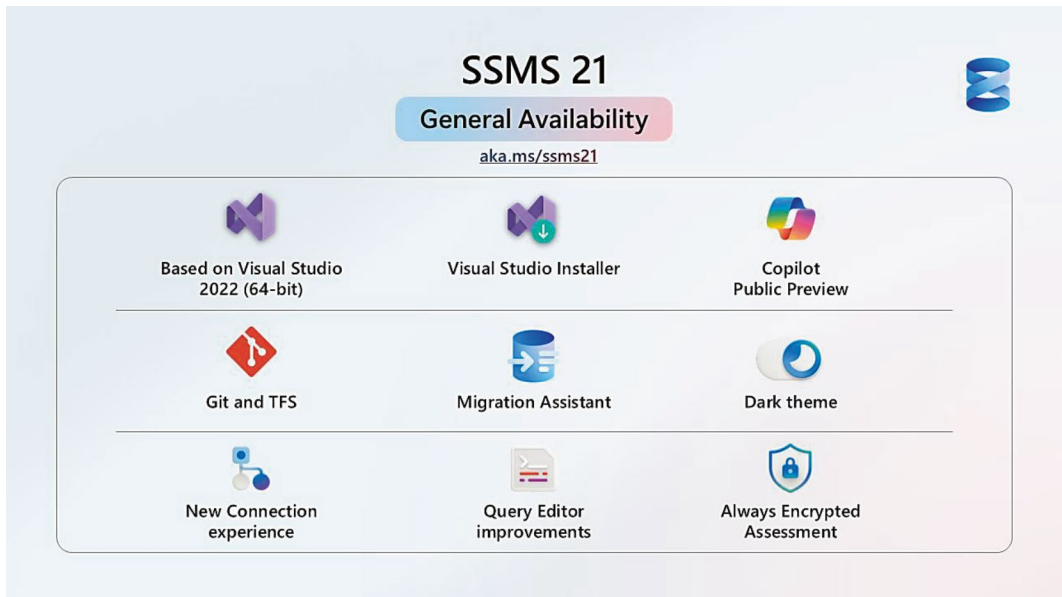 SSMS 21
General Availability
aka.ms/ssms21
Based on Visual Studio
2022 (64-bit)
Visual Studio Installer
Copilot
Public Preview
Git and TFS
Migration Assistant
Dark theme
New Connection
experience
Query Editor
improvements
Always Encrypted
Assessment